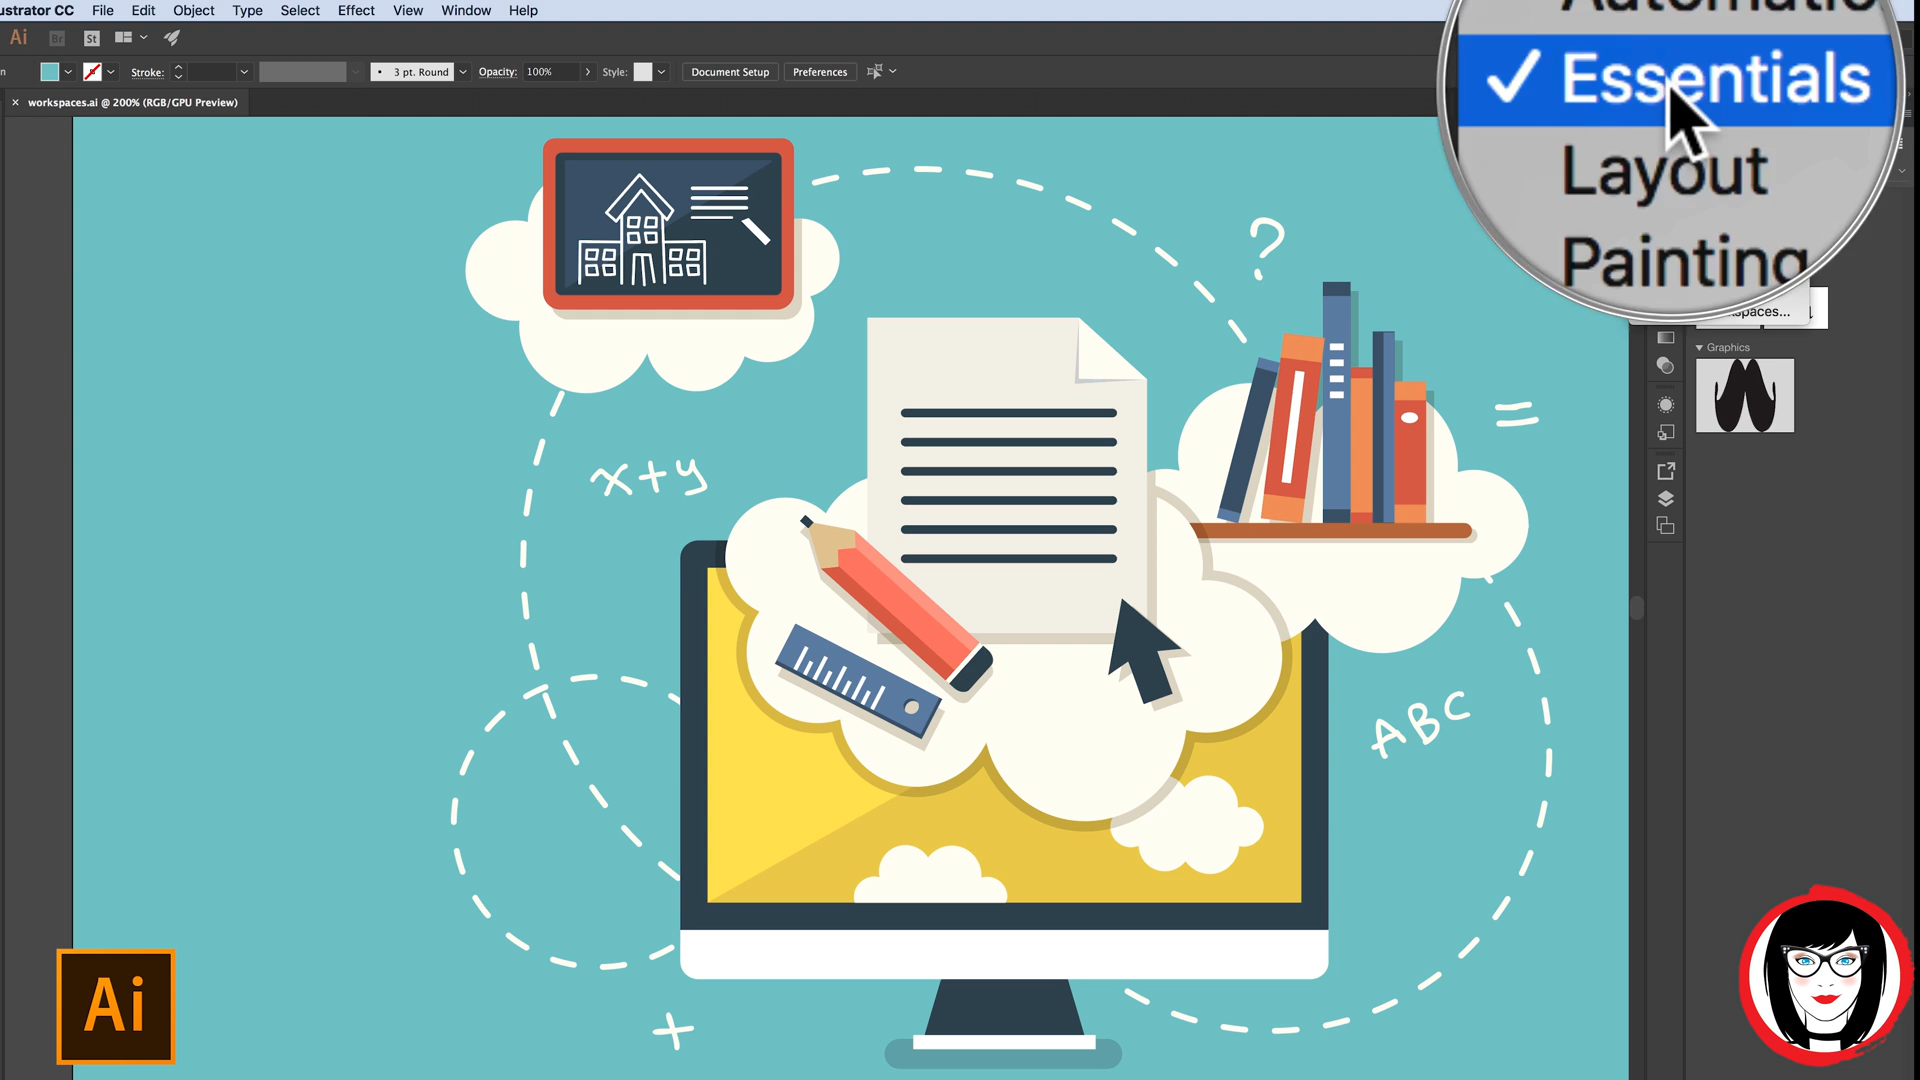 ustrator CC File Edit Object Type Select Effect View Window Help
Ai Br St
Stroke: 3 pt. Round Opacity: 100% Style: Document Setup Preferences
× workspaces.ai @ 200% (RGB/GPU Preview)
Essentials
Layout
Painting
Graphics
?
=
x+y
ABC
+
Ai